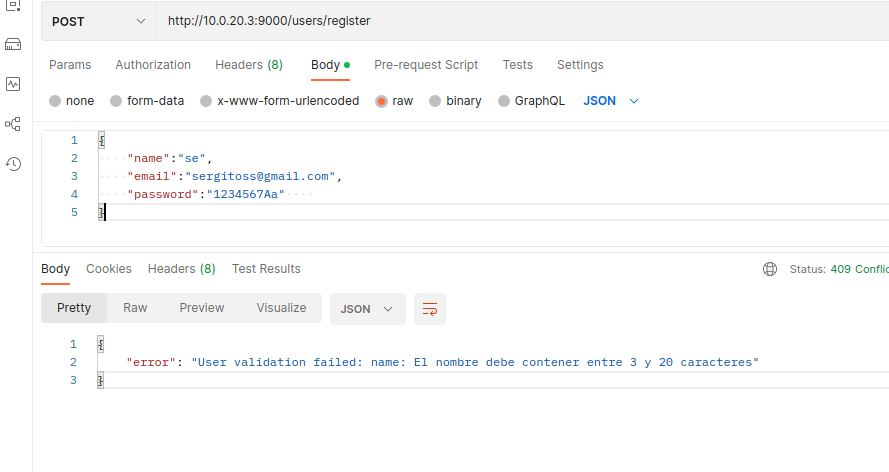 POST http://10.0.20.3:9000/users/register
Params Authorization Headers (8) Body Pre-request Script Tests Settings
none form-data x-www-form-urlencoded raw binary GraphQL JSON
1 {
2 ····"name":"se",
3 ····"email":"sergitoss@gmail.com",
4 ····"password":"1234567Aa"····
5 }
Body Cookies Headers (8) Test Results Status: 409 Conflic
Pretty Raw Preview Visualize JSON
1 {
2 "error": "User validation failed: name: El nombre debe contener entre 3 y 20 caracteres"
3 }